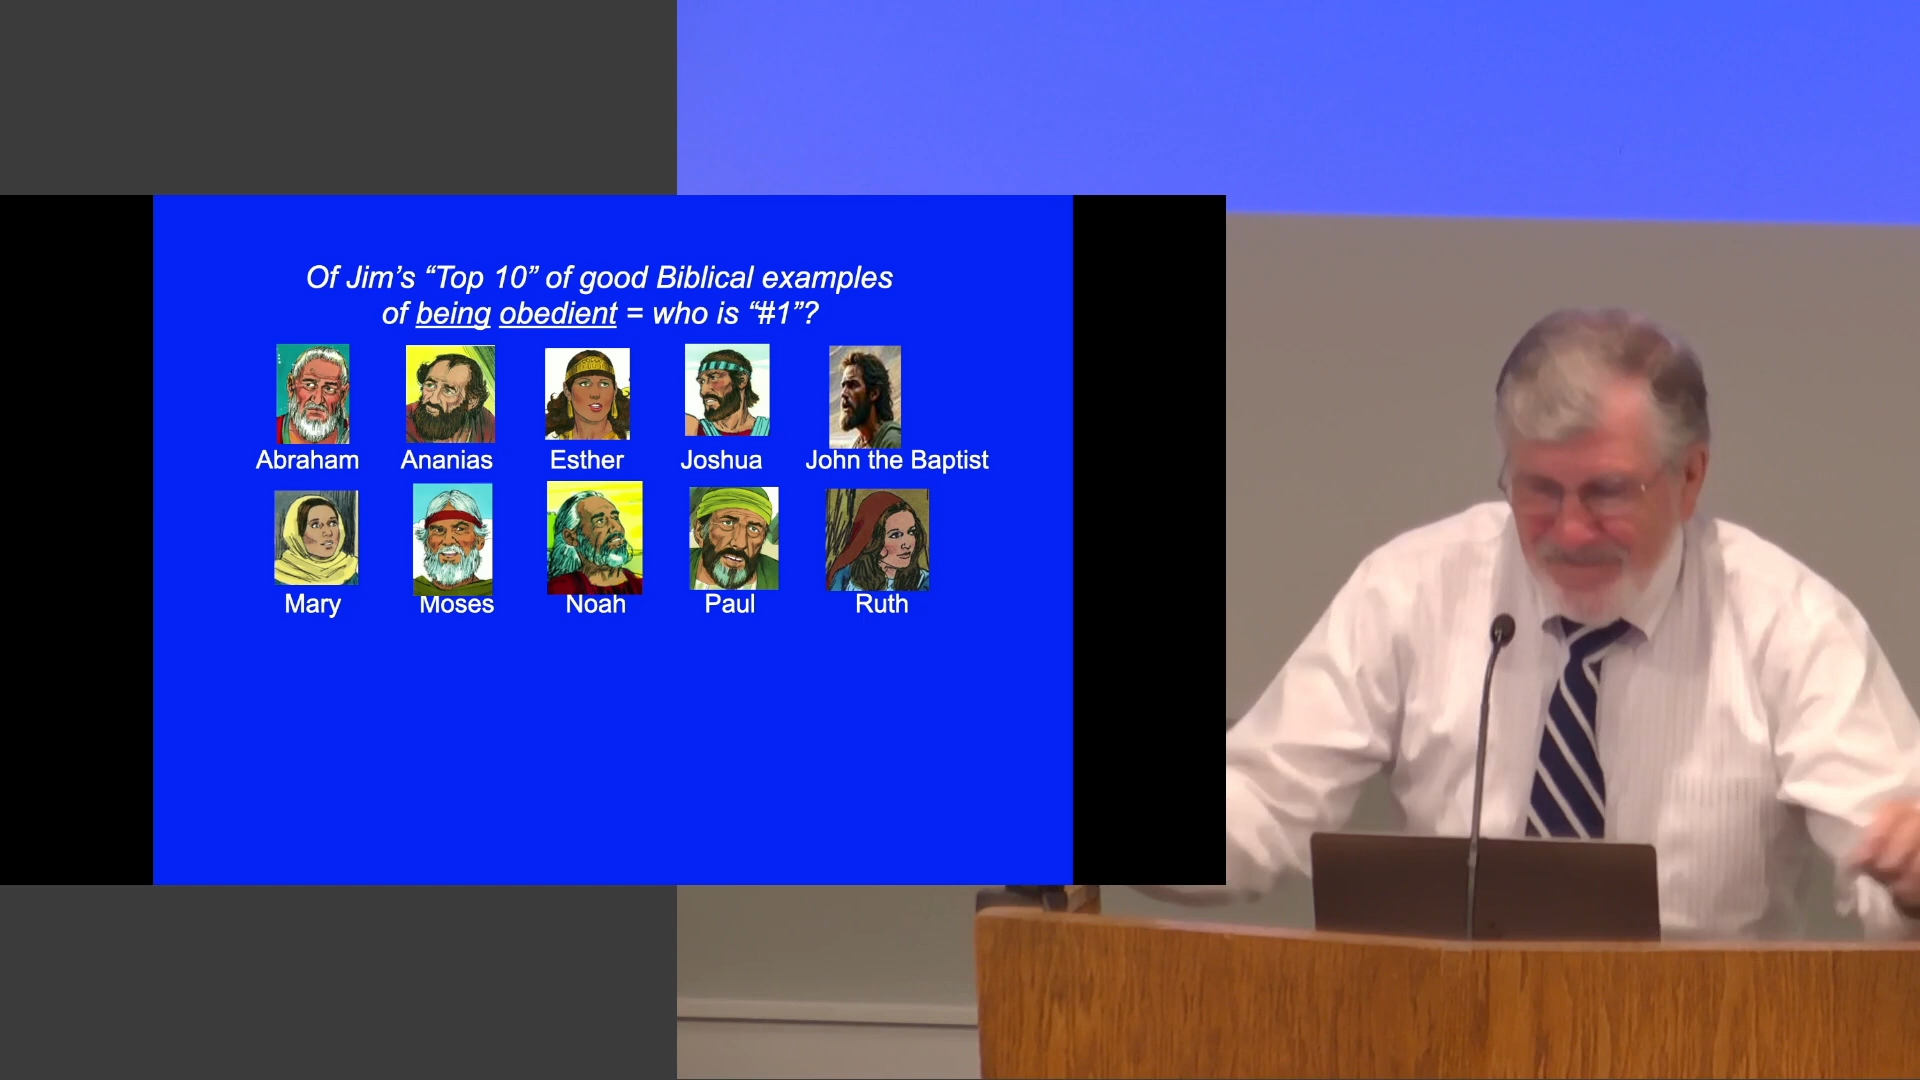 Of Jim’s “Top 10” of good Biblical examples
of being obedient = who is “#1”?
Abraham Ananias Esther Joshua John the Baptist
Mary Moses Noah Paul Ruth